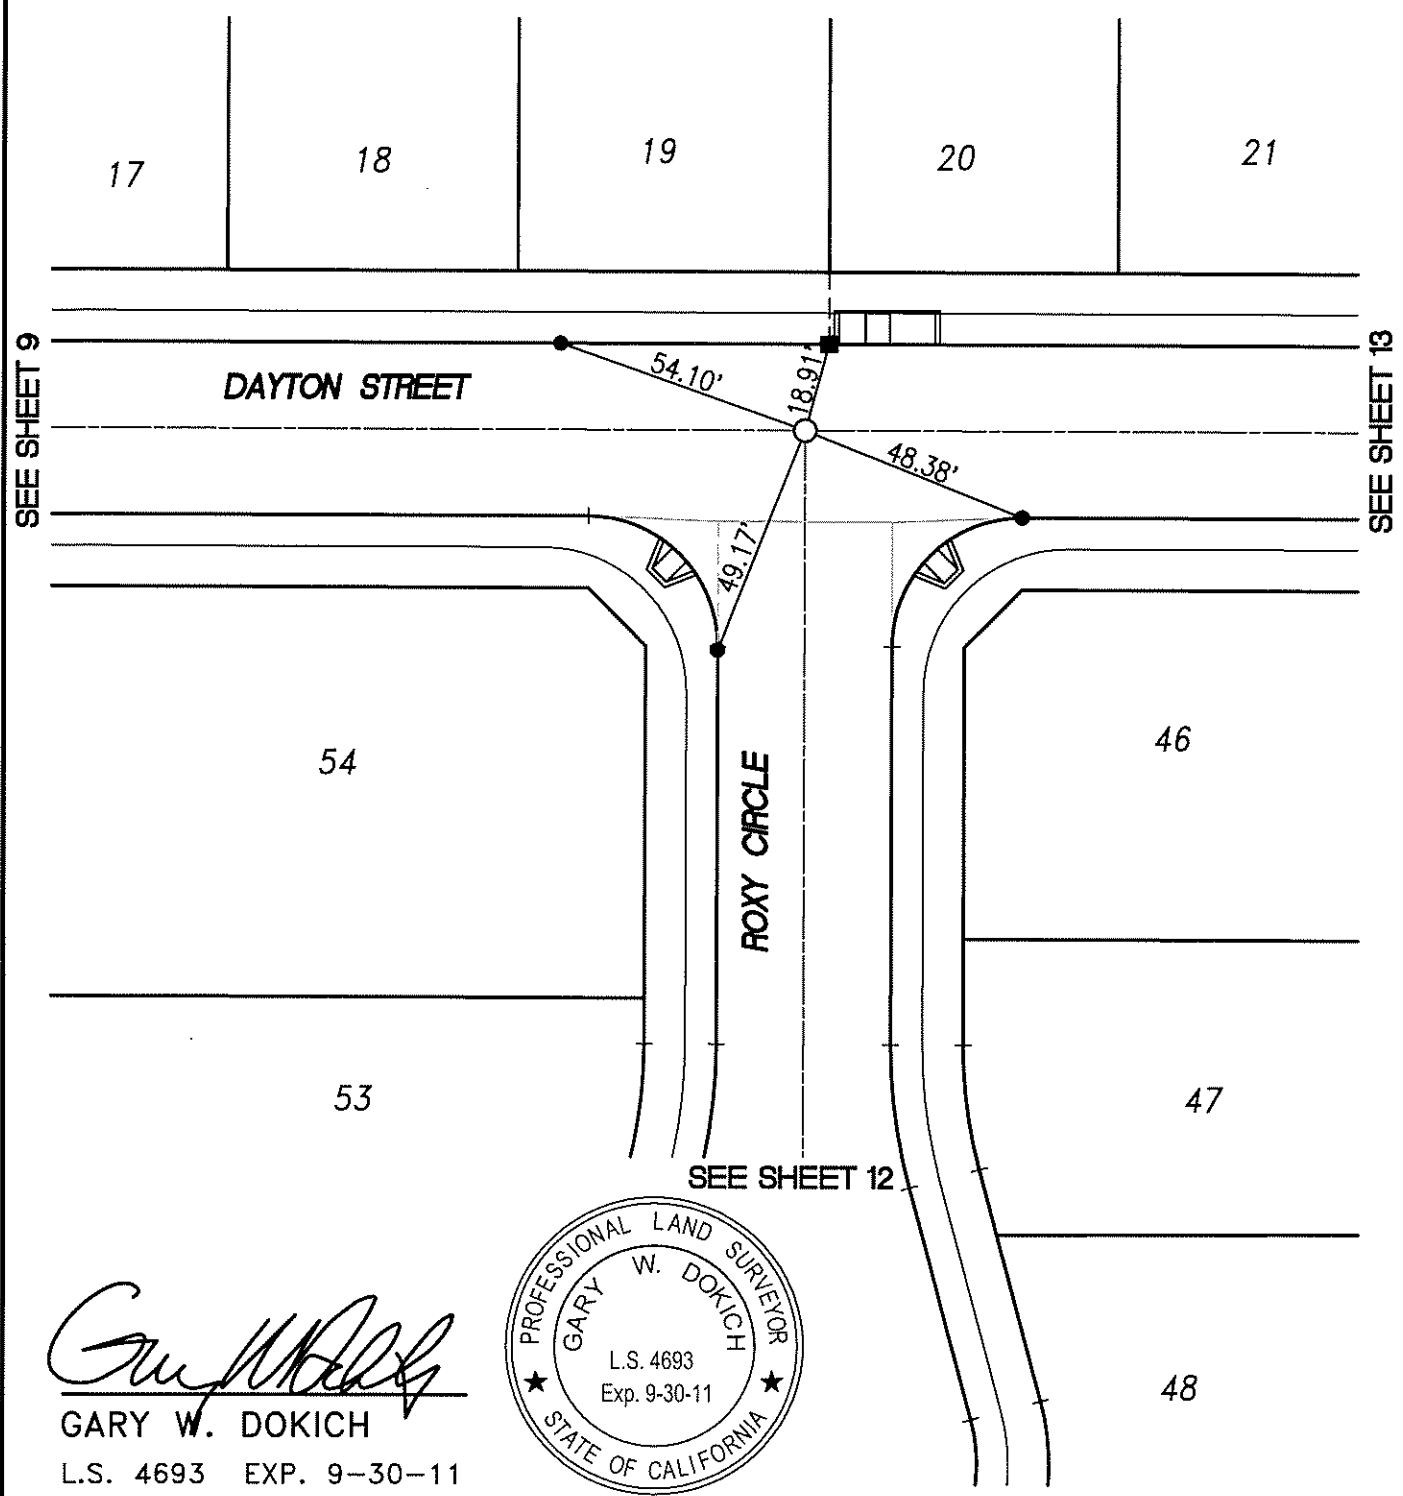 17
18
19
20
21
SEE SHEET 9
SEE SHEET 13
DAYTON STREET
54.10'
18.91'
48.38'
49.17'
54
46
ROXY CIRCLE
53
47
SEE SHEET 12
48
PROFESSIONAL LAND SURVEYOR
GARY W. DOKICH
L.S. 4693
Exp. 9-30-11
STATE OF CALIFORNIA
GARY W. DOKICH
L.S. 4693 EXP. 9-30-11